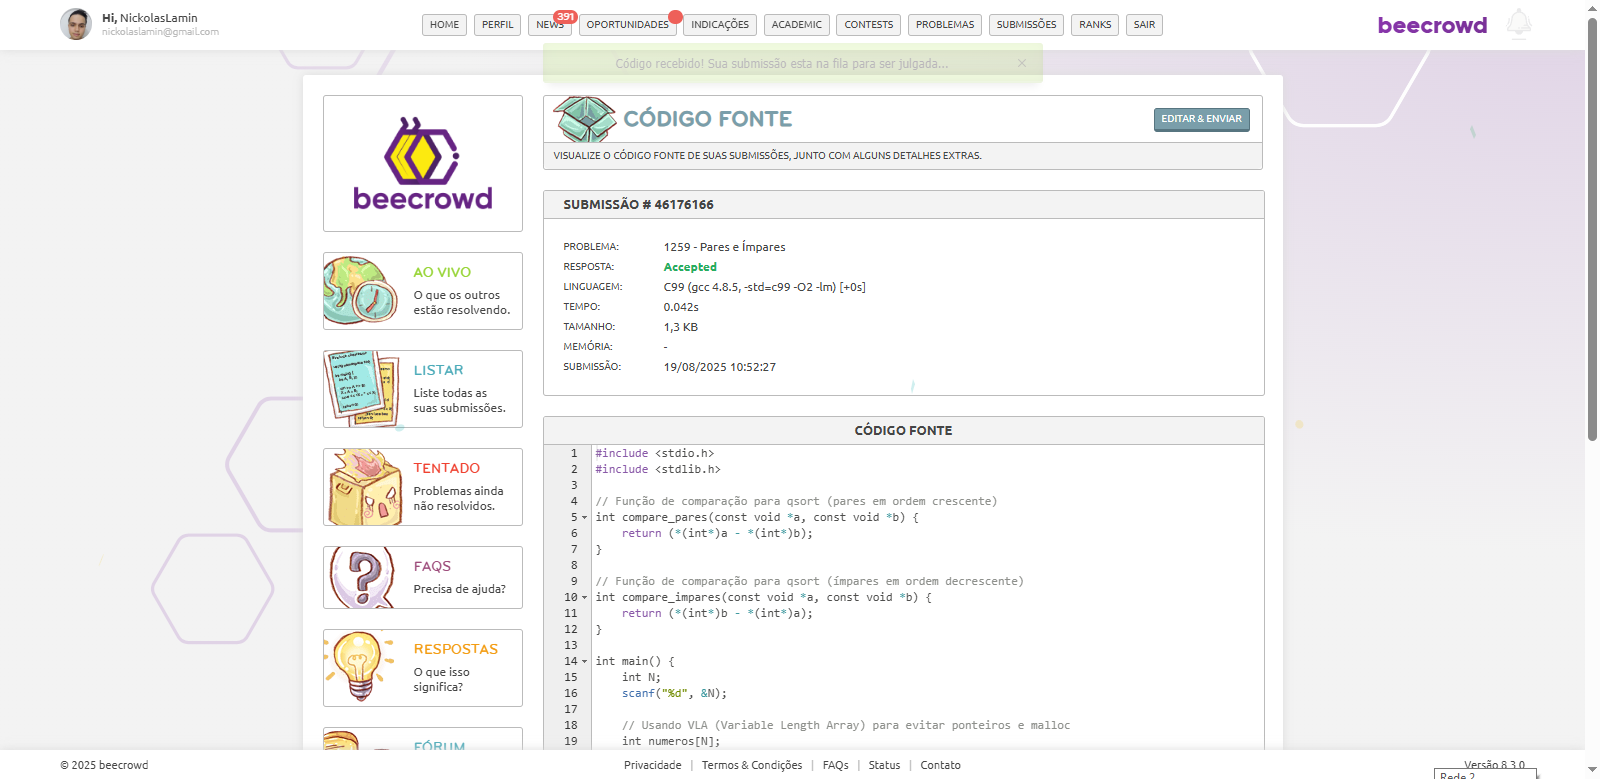 Hi, NickolasLamin
nickolaslamin@gmail.com
HOME
PERFIL
NEWS
391
OPORTUNIDADES
INDICAÇÕES
ACADEMIC
CONTESTS
PROBLEMAS
SUBMISSÕES
RANKS
SAIR
beecrowd
Código recebido! Sua submissão esta na fila para ser julgada... ×
beecrowd
AO VIVO
O que os outros
estão resolvendo.
LISTAR
Liste todas as
suas submissões.
TENTADO
Problemas ainda
não resolvidos.
FAQS
Precisa de ajuda?
RESPOSTAS
O que isso
significa?
FÓRUM
CÓDIGO FONTE
EDITAR & ENVIAR
VISUALIZE O CÓDIGO FONTE DE SUAS SUBMISSÕES, JUNTO COM ALGUNS DETALHES EXTRAS.
SUBMISSÃO # 46176166
PROBLEMA: 1259 - Pares e Ímpares
RESPOSTA: Accepted
LINGUAGEM: C99 (gcc 4.8.5, -std=c99 -O2 -lm) [+0s]
TEMPO: 0.042s
TAMANHO: 1,3 KB
MEMÓRIA: -
SUBMISSÃO: 19/08/2025 10:52:27
CÓDIGO FONTE
1 #include <stdio.h>
2 #include <stdlib.h>
3
4 // Função de comparação para qsort (pares em ordem crescente)
5 int compare_pares(const void *a, const void *b) {
6     return (*(int*)a - *(int*)b);
7 }
8
9 // Função de comparação para qsort (ímpares em ordem decrescente)
10 int compare_impares(const void *a, const void *b) {
11     return (*(int*)b - *(int*)a);
12 }
13
14 int main() {
15     int N;
16     scanf("%d", &N);
17
18     // Usando VLA (Variable Length Array) para evitar ponteiros e malloc
19     int numeros[N];
© 2025 beecrowd
Privacidade | Termos & Condições | FAQs | Status | Contato
Versão 8.3.0
Rede 2